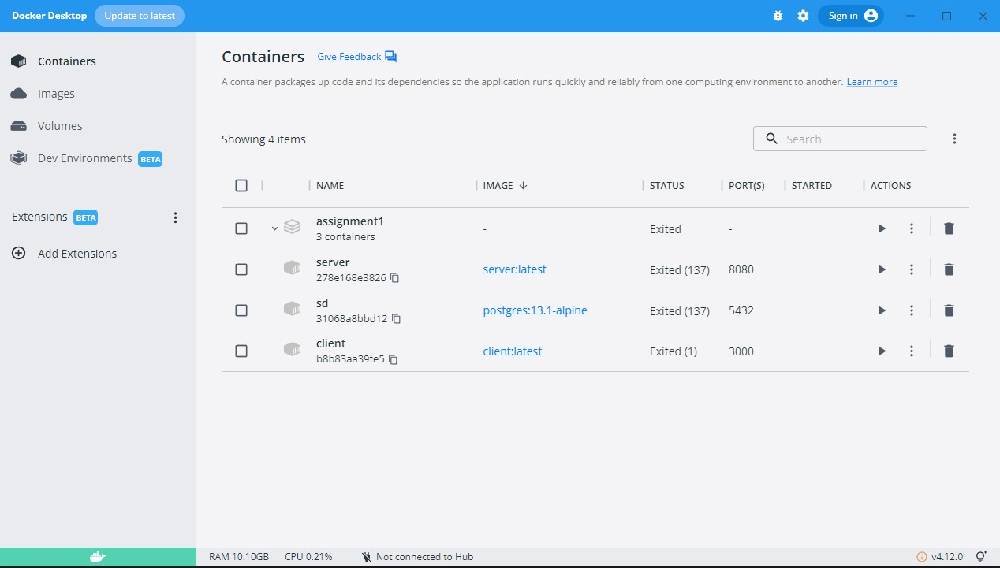 Docker Desktop Update to latest Sign in
Containers
Images
Volumes
Dev Environments BETA
Extensions BETA
Add Extensions
Containers Give Feedback
A container packages up code and its dependencies so the application runs quickly and reliably from one computing environment to another. Learn more
Showing 4 items Search
NAME IMAGE STATUS PORT(S) STARTED ACTIONS
assignment1
3 containers - Exited -
server
278e168e3826 server:latest Exited (137) 8080
sd
31068a8bbd12 postgres:13.1-alpine Exited (137) 5432
client
b8b83aa39fe5 client:latest Exited (1) 3000
RAM 10.10GB CPU 0.21% Not connected to Hub v4.12.0